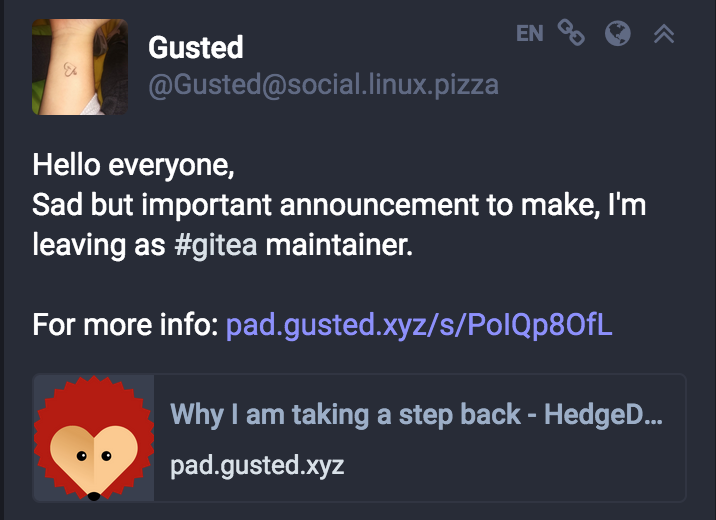 Gusted
EN
@Gusted@social.linux.pizza
Hello everyone,
Sad but important announcement to make, I'm
leaving as #gitea maintainer.
For more info: pad.gusted.xyz/s/PoIQp8OfL
Why I am taking a step back - HedgeD...
pad.gusted.xyz